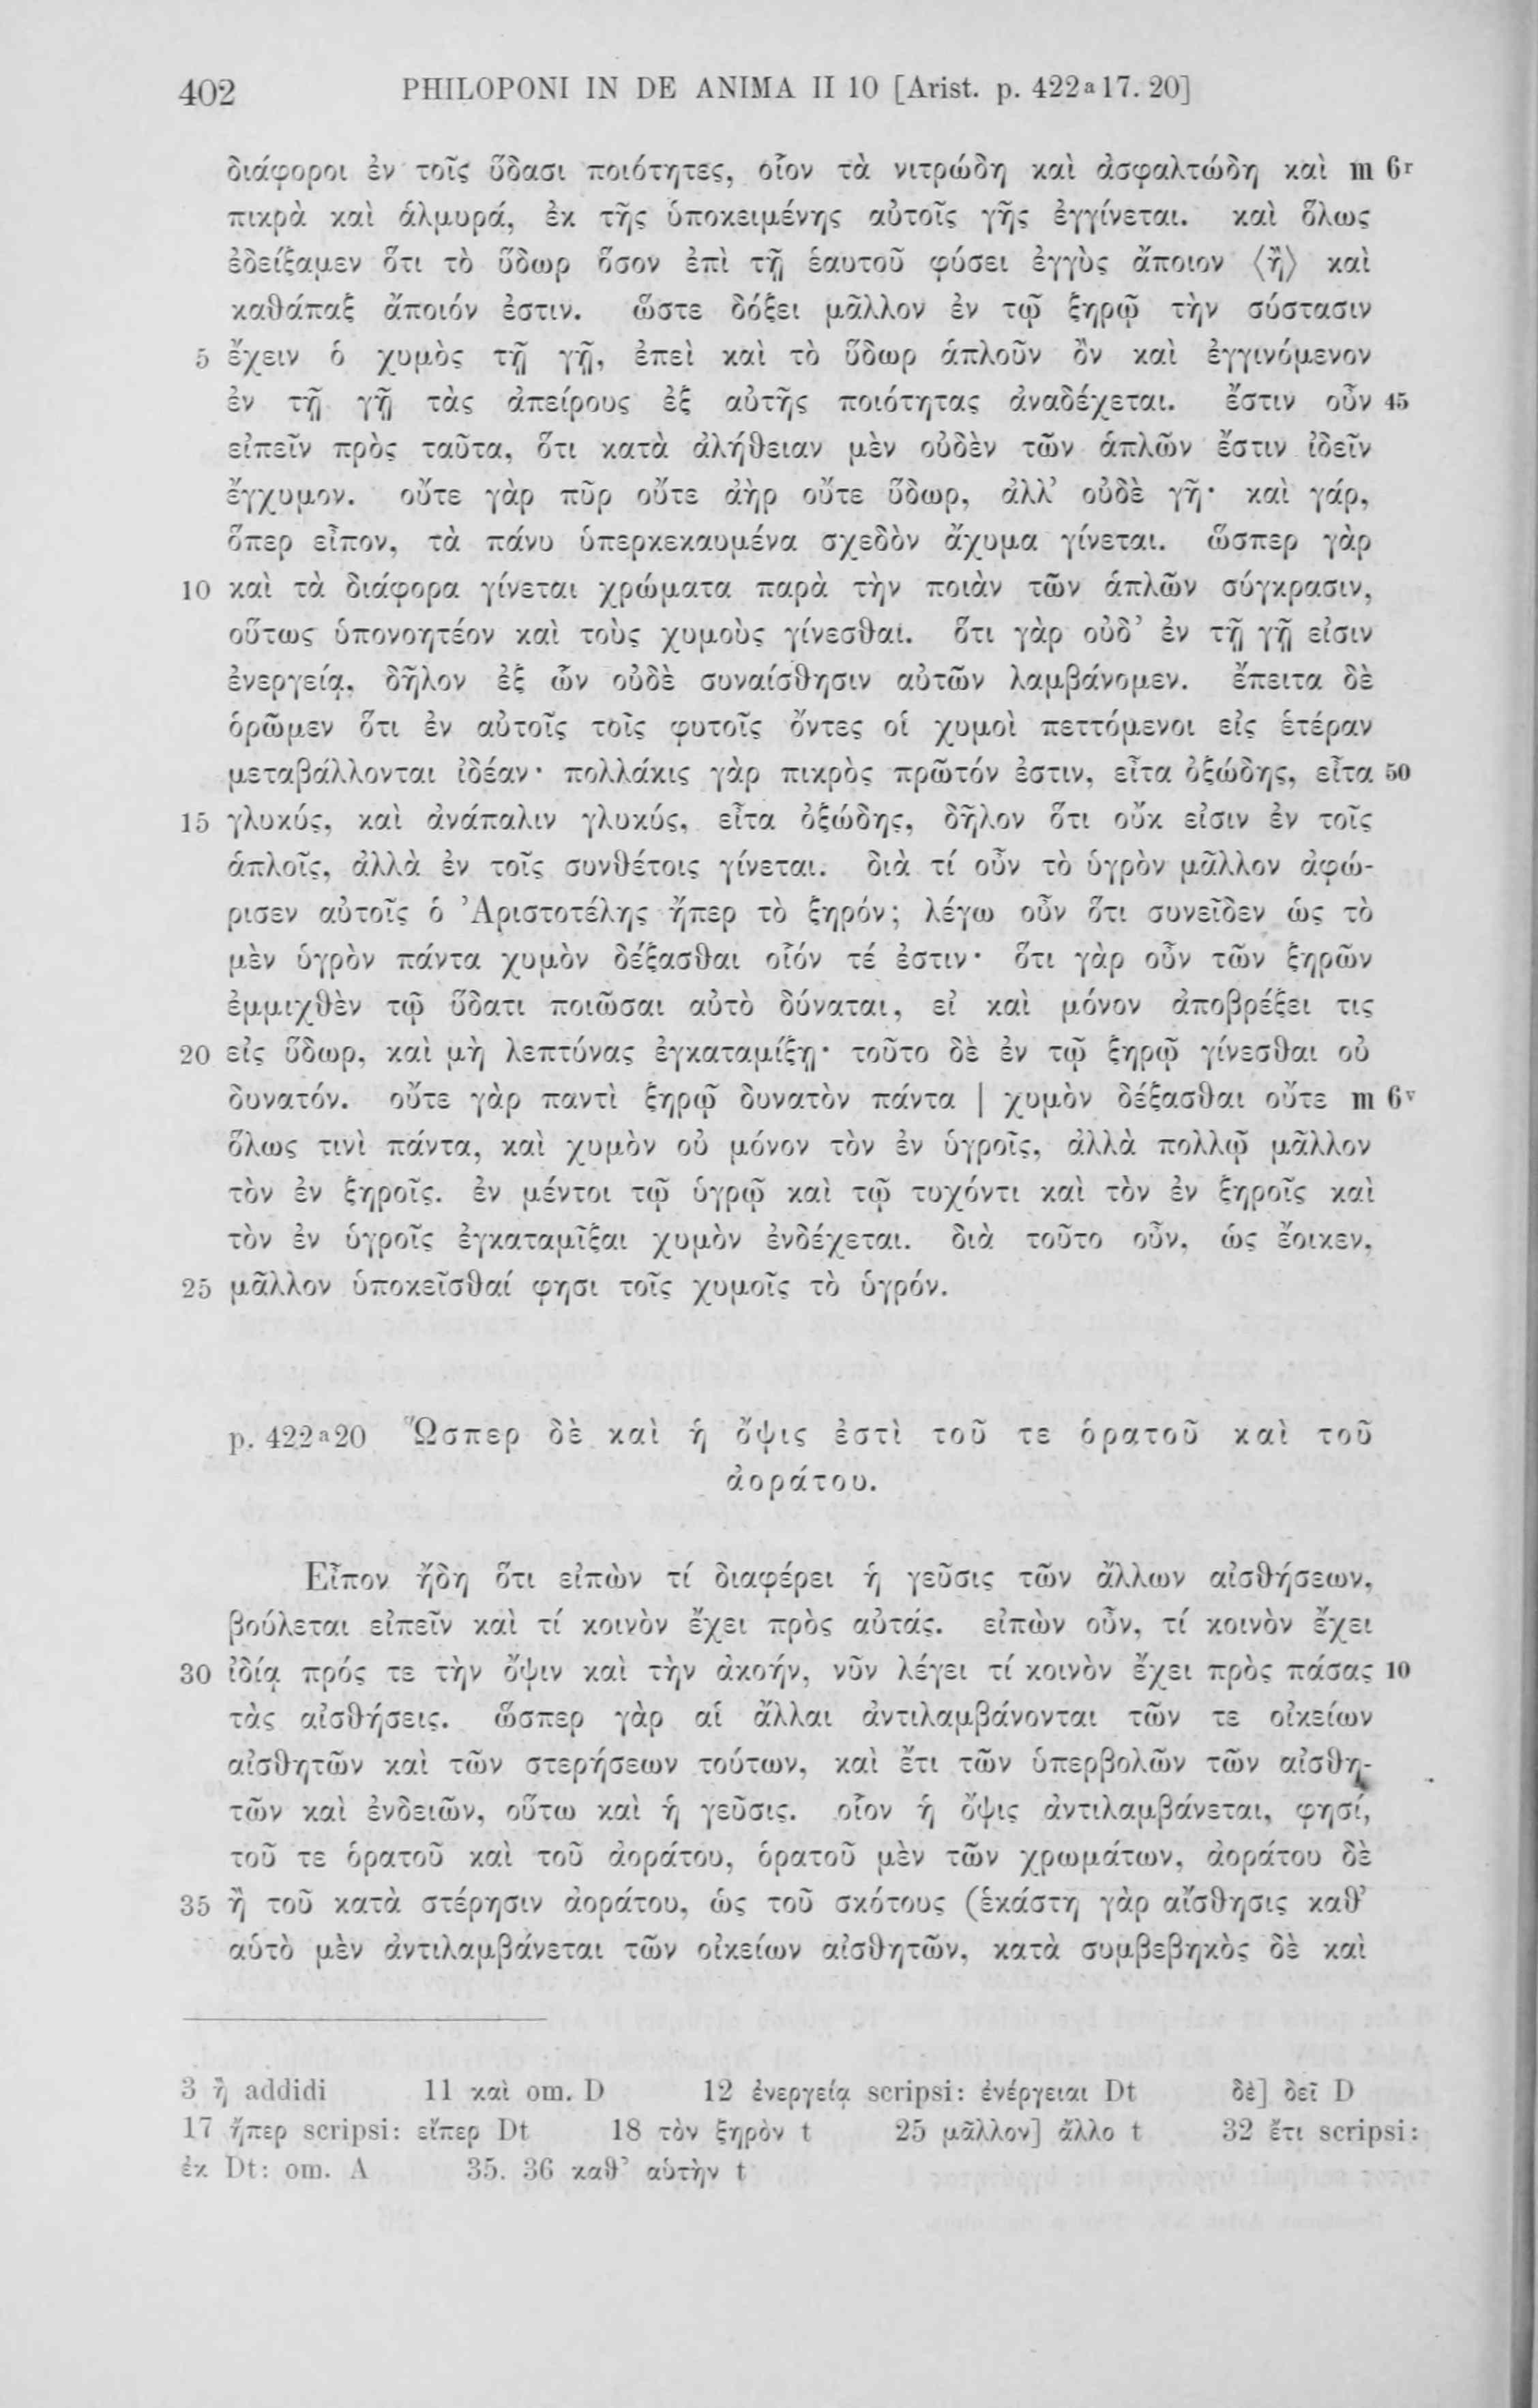 402 PHILOPONI IN DE ANIMA II 10 [Arist. p. 422a17. 20]
διάφοροι ἐν τοῖς ὕδασι ποιότητες, οἷον τὰ νιτρώδη καὶ ἀσφαλτώδη καὶ m 6r
πικρὰ καὶ ἁλμυρά, ἐκ τῆς ὑποκειμένης αὐτοῖς γῆς ἐγγίνεται. καὶ ὅλως
ἐδείξαμεν ὅτι τὸ ὕδωρ ὅσον ἐπὶ τῇ ἑαυτοῦ φύσει ἐγγὺς ἄποιον ⟨ἢ⟩ καὶ
καθάπαξ ἄποιόν ἐστιν. ὥστε δόξει μᾶλλον ἐν τῷ ξηρῷ τὴν σύστασιν
5 ἔχειν ὁ χυμὸς τῇ γῇ, ἐπεὶ καὶ τὸ ὕδωρ ἁπλοῦν ὂν καὶ ἐγγινόμενον
ἐν τῇ γῇ τὰς ἀπείρους ἐξ αὐτῆς ποιότητας ἀναδέχεται. ἔστιν οὖν 45
εἰπεῖν πρὸς ταῦτα, ὅτι κατὰ ἀλήθειαν μὲν οὐδὲν τῶν ἁπλῶν ἔστιν ἰδεῖν
ἔγχυμον. οὔτε γὰρ πῦρ οὔτε ἀὴρ οὔτε ὕδωρ, ἀλλ’ οὐδὲ γῆ· καὶ γάρ,
ὅπερ εἶπον, τὰ πάνυ ὑπερκεκαυμένα σχεδὸν ἄχυμα γίνεται. ὥσπερ γὰρ
10 καὶ τὰ διάφορα γίνεται χρώματα παρὰ τὴν ποιὰν τῶν ἁπλῶν σύγκρασιν,
οὕτως ὑπονοητέον καὶ τοὺς χυμοὺς γίνεσθαι. ὅτι γὰρ οὐδ’ ἐν τῇ γῇ εἰσιν
ἐνεργείᾳ, δῆλον ἐξ ὧν οὐδὲ συναίσθησιν αὐτῶν λαμβάνομεν. ἔπειτα δὲ
ὁρῶμεν ὅτι ἐν αὐτοῖς τοῖς φυτοῖς ὄντες οἱ χυμοὶ πεττόμενοι εἰς ἑτέραν
μεταβάλλονται ἰδέαν· πολλάκις γὰρ πικρὸς πρῶτόν ἐστιν, εἶτα ὀξώδης, εἶτα 50
15 γλυκύς, καὶ ἀνάπαλιν γλυκύς, εἶτα ὀξώδης, δῆλον ὅτι οὔκ εἰσιν ἐν τοῖς
ἁπλοῖς, ἀλλὰ ἐν τοῖς συνθέτοις γίνεται. διὰ τί οὖν τὸ ὑγρὸν μᾶλλον ἀφώ-
ρισεν αὐτοῖς ὁ Ἀριστοτέλης ἤπερ τὸ ξηρόν; λέγω οὖν ὅτι συνεῖδεν ὡς τὸ
μὲν ὑγρὸν πάντα χυμὸν δέξασθαι οἷόν τέ ἐστιν· ὅτι γὰρ οὖν τῶν ξηρῶν
ἐμμιχθὲν τῷ ὕδατι ποιῶσαι αὐτὸ δύναται, εἰ καὶ μόνον ἀποβρέξει τις
20 εἰς ὕδωρ, καὶ μὴ λεπτύνας ἐγκαταμίξῃ· τοῦτο δὲ ἐν τῷ ξηρῷ γίνεσθαι οὐ
δυνατόν. οὔτε γὰρ παντὶ ξηρῷ δυνατὸν πάντα | χυμὸν δέξασθαι οὔτε m 6v
ὅλως τινὶ πάντα, καὶ χυμὸν οὐ μόνον τὸν ἐν ὑγροῖς, ἀλλὰ πολλῷ μᾶλλον
τὸν ἐν ξηροῖς. ἐν μέντοι τῷ ὑγρῷ καὶ τῷ τυχόντι καὶ τὸν ἐν ξηροῖς καὶ
τὸν ἐν ὑγροῖς ἐγκαταμῖξαι χυμὸν ἐνδέχεται. διὰ τοῦτο οὖν, ὡς ἔοικεν,
25 μᾶλλον ὑποκεῖσθαί φησι τοῖς χυμοῖς τὸ ὑγρόν.
p. 422a20 Ὥσπερ δὲ καὶ ἡ ὄψις ἐστὶ τοῦ τε ὁρατοῦ καὶ τοῦ
ἀοράτου.
Εἶπον ἤδη ὅτι εἰπὼν τί διαφέρει ἡ γεῦσις τῶν ἄλλων αἰσθήσεων,
βούλεται εἰπεῖν καὶ τί κοινὸν ἔχει πρὸς αὐτάς. εἰπὼν οὖν, τί κοινὸν ἔχει
30 ἰδίᾳ πρός τε τὴν ὄψιν καὶ τὴν ἀκοήν, νῦν λέγει τί κοινὸν ἔχει πρὸς πάσας 10
τὰς αἰσθήσεις. ὥσπερ γὰρ αἱ ἄλλαι ἀντιλαμβάνονται τῶν τε οἰκείων
αἰσθητῶν καὶ τῶν στερήσεων τούτων, καὶ ἔτι τῶν ὑπερβολῶν τῶν αἰσθη-
τῶν καὶ ἐνδειῶν, οὕτω καὶ ἡ γεῦσις. οἷον ἡ ὄψις ἀντιλαμβάνεται, φησί,
τοῦ τε ὁρατοῦ καὶ τοῦ ἀοράτου, ὁρατοῦ μὲν τῶν χρωμάτων, ἀοράτου δὲ
35 ἢ τοῦ κατὰ στέρησιν ἀοράτου, ὡς τοῦ σκότους (ἑκάστη γὰρ αἴσθησις καθ’
αὑτὸ μὲν ἀντιλαμβάνεται τῶν οἰκείων αἰσθητῶν, κατὰ συμβεβηκὸς δὲ καὶ
3 ἢ addidi 11 καὶ om. D 12 ἐνεργείᾳ scripsi: ἐνέργειαι Dt δὲ] δεῖ D
17 ἤπερ scripsi: εἴπερ Dt 18 τὸν ξηρὸν t 25 μᾶλλον] ἄλλο t 32 ἔτι scripsi:
ἐκ Dt: om. A 35. 36 καθ’ αὑτὴν t